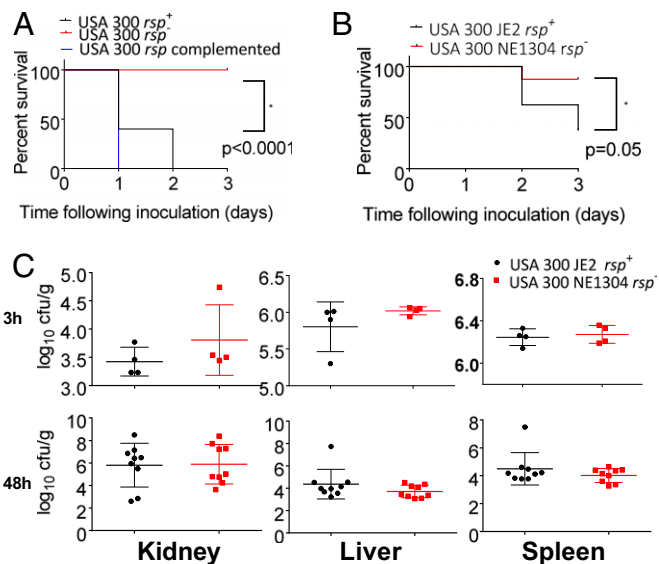 A
USA 300 rsp+
USA 300 rsp-
USA 300 rsp complemented
Percent survival
100
50
0
0 1 2 3
*
p<0.0001
Time following inoculation (days)
B
USA 300 JE2 rsp+
USA 300 NE1304 rsp-
Percent survival
100
50
0
0 1 2 3
*
p=0.05
Time following inoculation (days)
C
USA 300 JE2 rsp+
USA 300 NE1304 rsp-
3h
log10 cfu/g
5.0
4.5
4.0
3.5
3.0
6.5
6.0
5.5
5.0
6.8
6.4
6.0
48h
log10 cfu/g
10
8
6
4
2
0
10
8
6
4
2
0
8
6
4
2
0
Kidney
Liver
Spleen